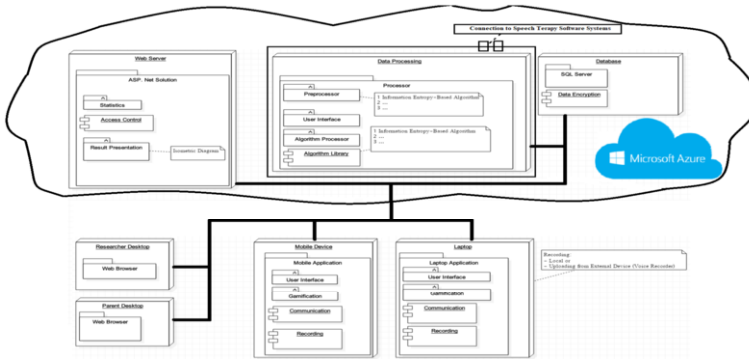 Connection to Speech Terapy Software Systems
Web Server
ASP. Net Solution
Statistics
Access Control
Result Presentation
Isometric Diagram
Data Processing
Processor
Preprocessor
1 Information Entropy-Based Algorithm
2 ...
3 ...
User Interface
Algorithm Processor
1 Information Entropy-Based Algorithm
2 ...
3 ...
Algorithm Library
Database
SQL Server
Data Encryption
Microsoft Azure
Researcher Desktop
Web Browser
Parent Desktop
Web Browser
Mobile Device
Mobile Application
User Interface
Gamification
Communication
Recording
Laptop
Laptop Application
User Interface
Gamification
Communication
Recording
Recording:
- Local or
- Uploading from External Device (Voice Recorder)